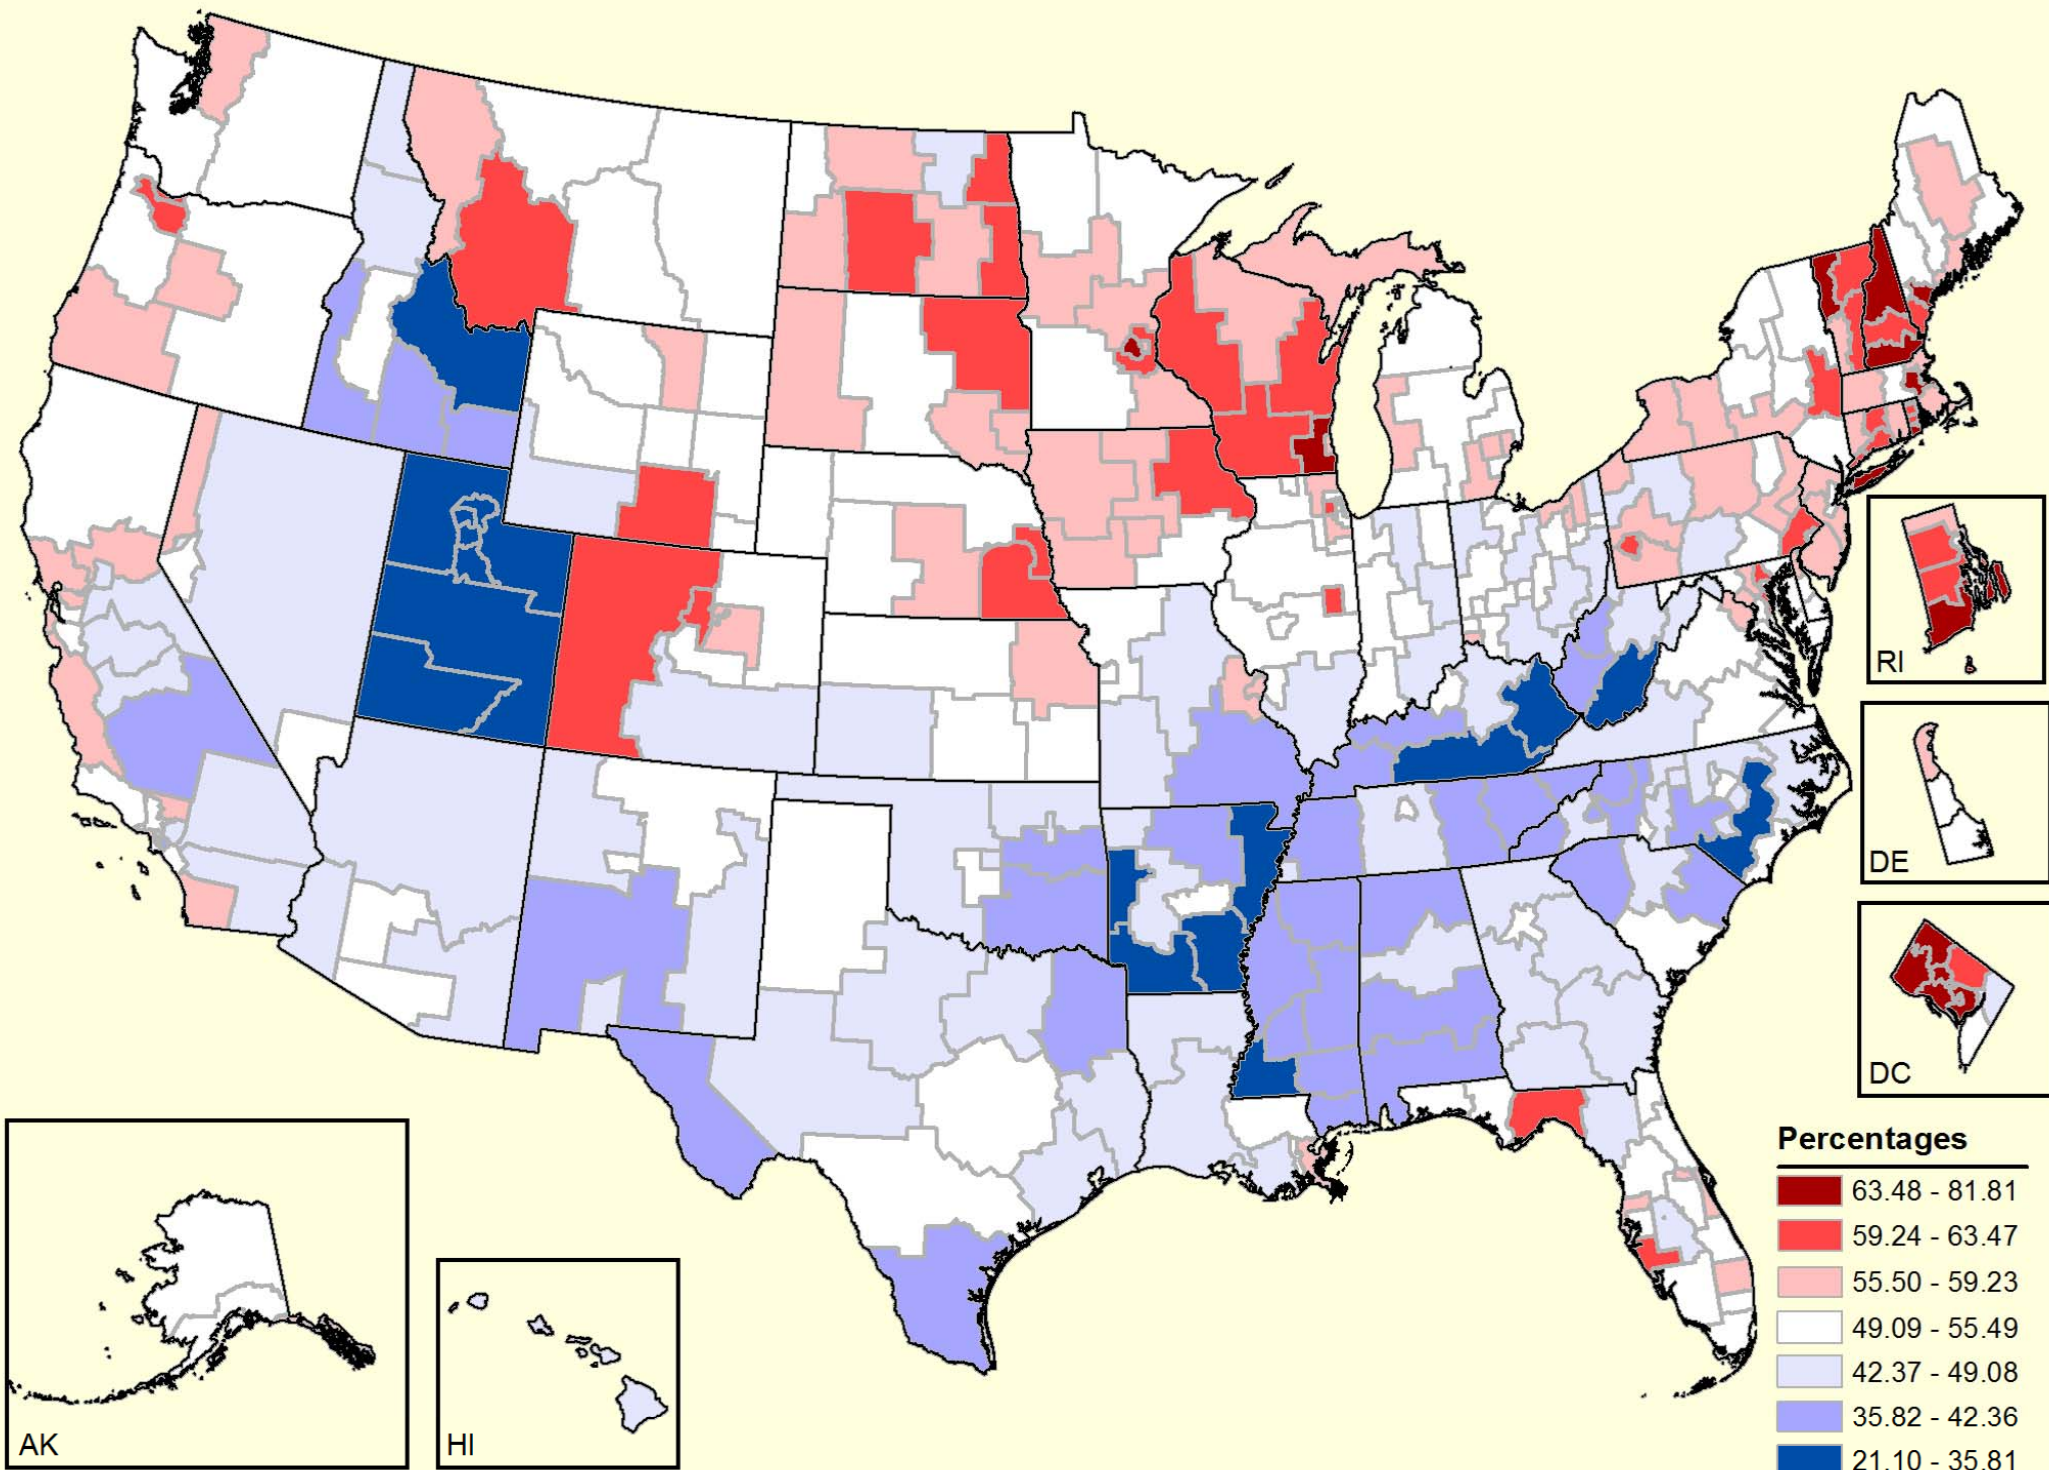 RI
DE
DC
AK
HI
Percentages
63.48 - 81.81
59.24 - 63.47
55.50 - 59.23
49.09 - 55.49
42.37 - 49.08
35.82 - 42.36
21.10 - 35.81